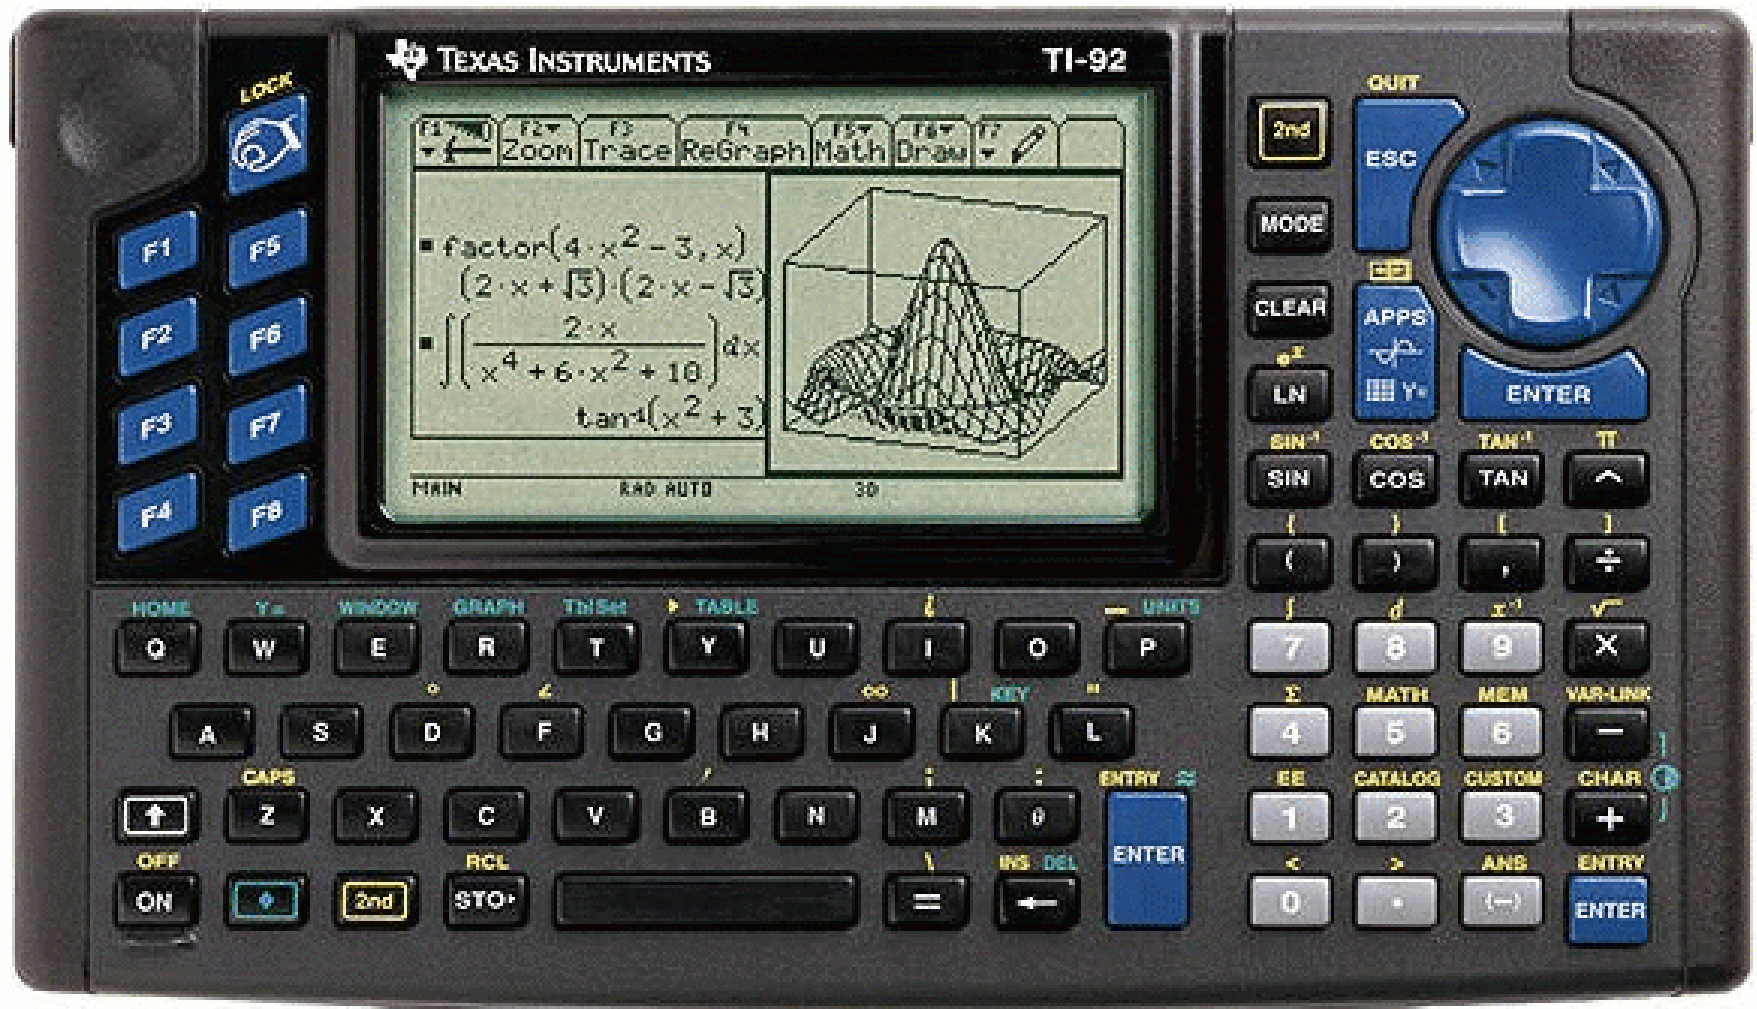 TEXAS INSTRUMENTS TI-92
LOCK
F1 F2 F3 F4 F5 F6 F7
Zoom Trace ReGraph Math Draw
factor(4·x² - 3, x)
(2·x + √3)·(2·x - √3)
∫(2·x / (x⁴ + 6·x² + 10)) dx
tan⁻¹(x² + 3)
MAIN RAD AUTO 3D
F1 F5
F2 F6
F3 F7
F4 F8
QUIT
2nd ESC
MODE
CLEAR APPS
eˣ
LN Y= ENTER
SIN⁻¹ COS⁻¹ TAN⁻¹ π
SIN COS TAN ^
{ } [ ]
( ) , ÷
HOME Y= WINDOW GRAPH TblSet TABLE i _ UNITS
Q W E R T Y U I O P
∫ d x⁻¹ √
7 8 9 ×
° ∠ ∞ | KEY "
A S D F G H J K L
Σ MATH MEM VAR-LINK
4 5 6 −
CAPS / ; : ENTRY ≈
↑ Z X C V B N M θ ENTER
EE CATALOG CUSTOM CHAR
1 2 3 +
OFF RCL \ INS DEL
ON ◆ 2nd STO▸ = ←
< > ANS ENTRY
0 . (−) ENTER